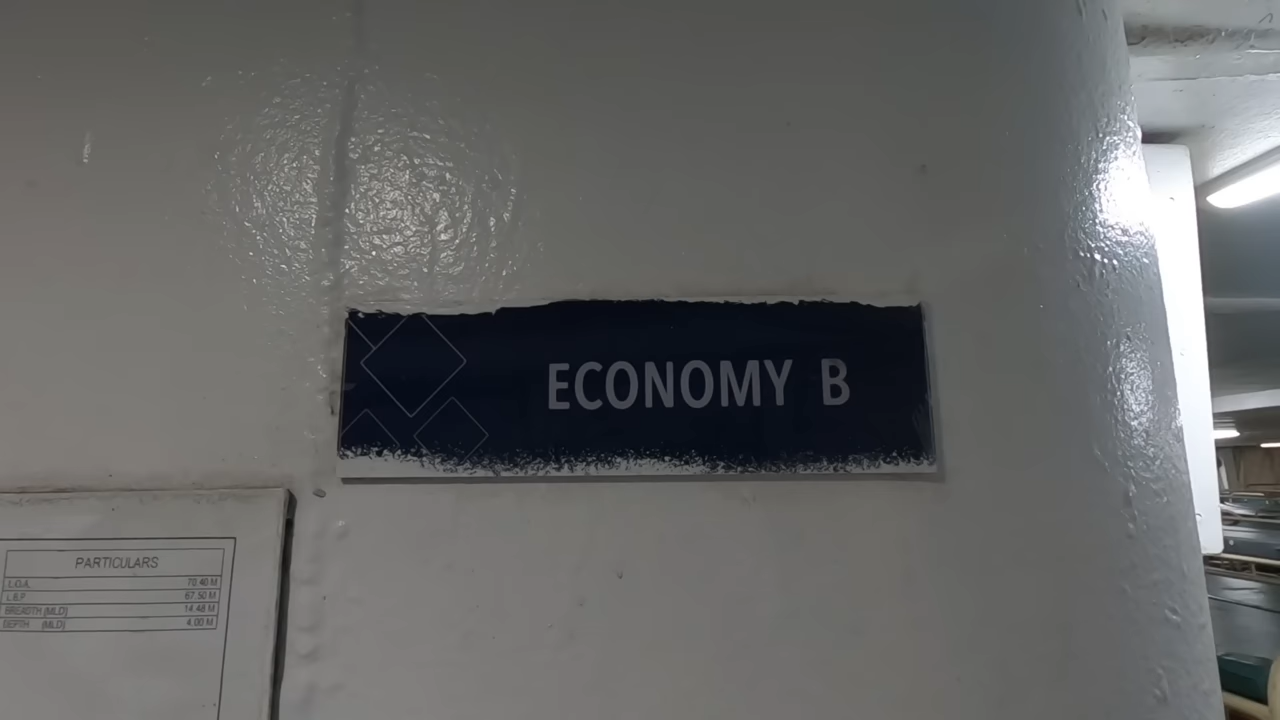 ECONOMY B
PARTICULARS
L.O.A. 70.40 M
L.B.P 67.50 M
BREADTH (MLD) 14.48 M
DEPTH (MLD) 4.00 M